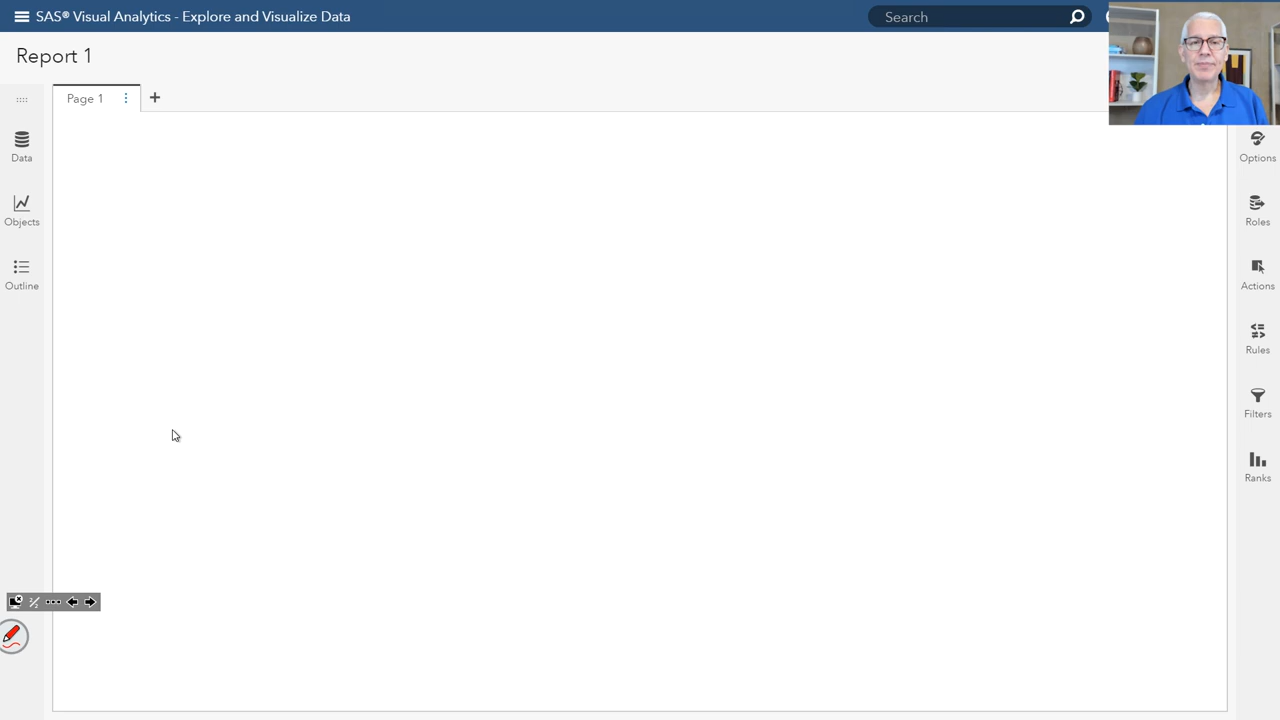 SAS® Visual Analytics - Explore and Visualize Data
Search
Report 1
Page 1
Data
Objects
Outline
Options
Roles
Actions
Rules
Filters
Ranks